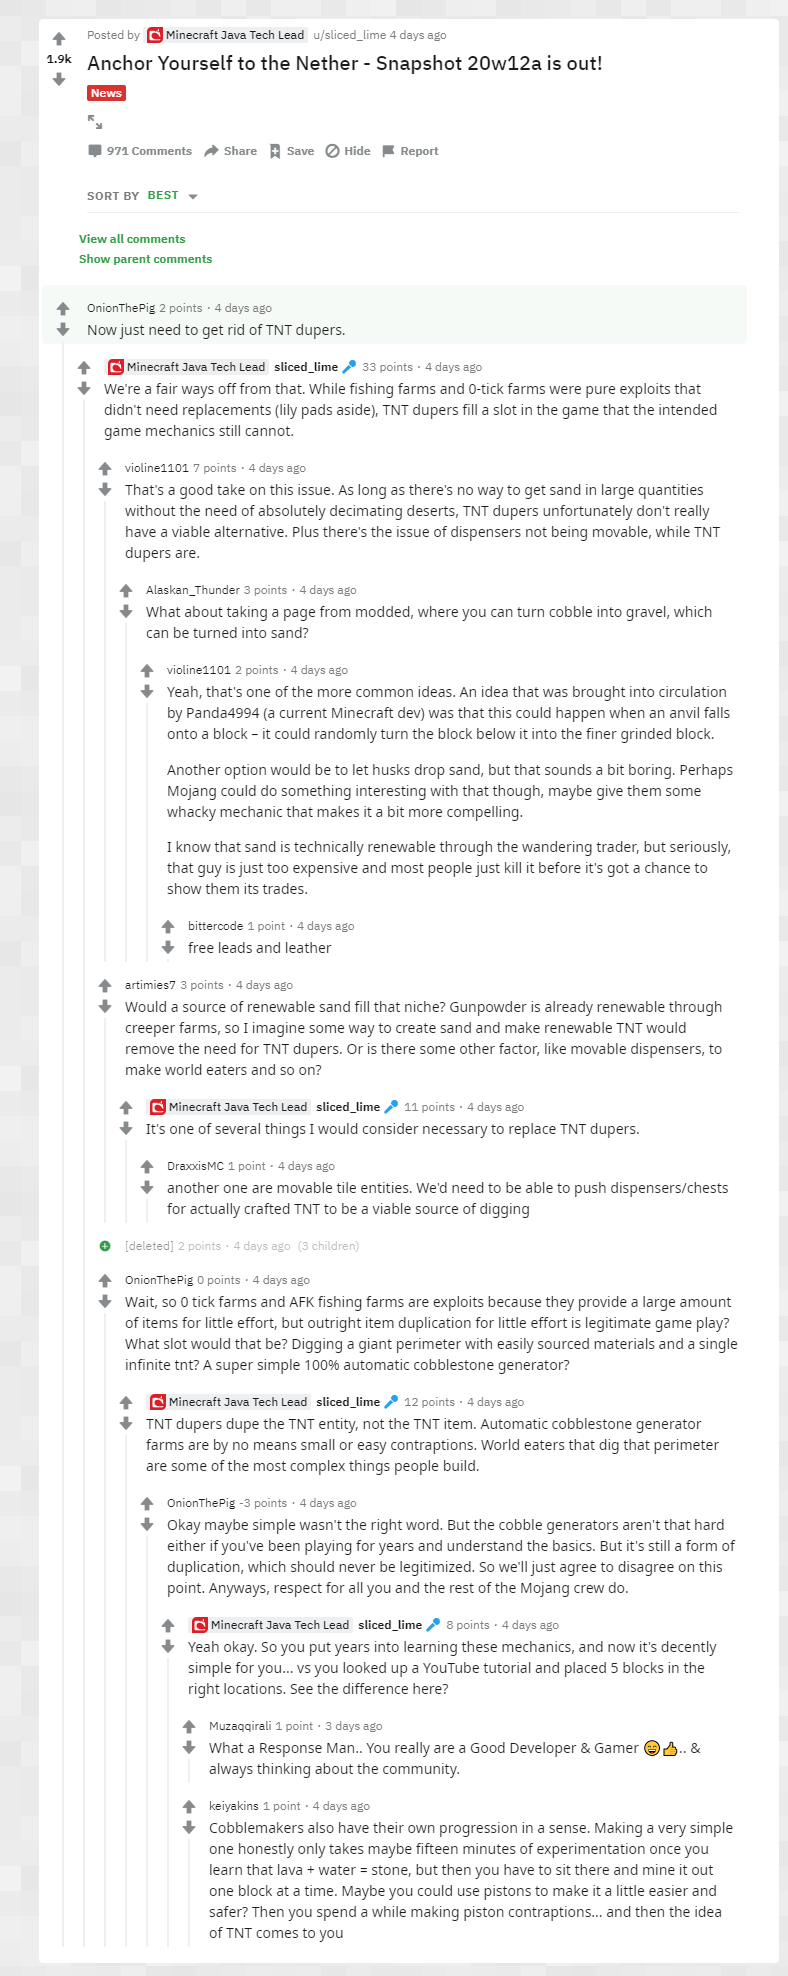 Posted by Minecraft Java Tech Lead u/sliced_lime 4 days ago
1.9k
Anchor Yourself to the Nether - Snapshot 20w12a is out!
News
971 Comments Share Save Hide Report
SORT BY BEST
View all comments
Show parent comments
OnionThePig 2 points · 4 days ago
Now just need to get rid of TNT dupers.
Minecraft Java Tech Lead sliced_lime 33 points · 4 days ago
We're a fair ways off from that. While fishing farms and 0-tick farms were pure exploits that
didn't need replacements (lily pads aside), TNT dupers fill a slot in the game that the intended
game mechanics still cannot.
violine1101 7 points · 4 days ago
That's a good take on this issue. As long as there's no way to get sand in large quantities
without the need of absolutely decimating deserts, TNT dupers unfortunately don't really
have a viable alternative. Plus there's the issue of dispensers not being movable, while TNT
dupers are.
Alaskan_Thunder 3 points · 4 days ago
What about taking a page from modded, where you can turn cobble into gravel, which
can be turned into sand?
violine1101 2 points · 4 days ago
Yeah, that's one of the more common ideas. An idea that was brought into circulation
by Panda4994 (a current Minecraft dev) was that this could happen when an anvil falls
onto a block – it could randomly turn the block below it into the finer grinded block.
Another option would be to let husks drop sand, but that sounds a bit boring. Perhaps
Mojang could do something interesting with that though, maybe give them some
whacky mechanic that makes it a bit more compelling.
I know that sand is technically renewable through the wandering trader, but seriously,
that guy is just too expensive and most people just kill it before it's got a chance to
show them its trades.
bittercode 1 point · 4 days ago
free leads and leather
artimies7 3 points · 4 days ago
Would a source of renewable sand fill that niche? Gunpowder is already renewable through
creeper farms, so I imagine some way to create sand and make renewable TNT would
remove the need for TNT dupers. Or is there some other factor, like movable dispensers, to
make world eaters and so on?
Minecraft Java Tech Lead sliced_lime 11 points · 4 days ago
It's one of several things I would consider necessary to replace TNT dupers.
DraxxisMC 1 point · 4 days ago
another one are movable tile entities. We'd need to be able to push dispensers/chests
for actually crafted TNT to be a viable source of digging
[deleted] 2 points · 4 days ago (3 children)
OnionThePig 0 points · 4 days ago
Wait, so 0 tick farms and AFK fishing farms are exploits because they provide a large amount
of items for little effort, but outright item duplication for little effort is legitimate game play?
What slot would that be? Digging a giant perimeter with easily sourced materials and a single
infinite tnt? A super simple 100% automatic cobblestone generator?
Minecraft Java Tech Lead sliced_lime 12 points · 4 days ago
TNT dupers dupe the TNT entity, not the TNT item. Automatic cobblestone generator
farms are by no means small or easy contraptions. World eaters that dig that perimeter
are some of the most complex things people build.
OnionThePig -3 points · 4 days ago
Okay maybe simple wasn't the right word. But the cobble generators aren't that hard
either if you've been playing for years and understand the basics. But it's still a form of
duplication, which should never be legitimized. So we'll just agree to disagree on this
point. Anyways, respect for all you and the rest of the Mojang crew do.
Minecraft Java Tech Lead sliced_lime 8 points · 4 days ago
Yeah okay. So you put years into learning these mechanics, and now it's decently
simple for you... vs you looked up a YouTube tutorial and placed 5 blocks in the
right locations. See the difference here?
Muzaqqirali 1 point · 3 days ago
What a Response Man.. You really are a Good Developer & Gamer 😄👍.. &
always thinking about the community.
keiyakins 1 point · 4 days ago
Cobblemakers also have their own progression in a sense. Making a very simple
one honestly only takes maybe fifteen minutes of experimentation once you
learn that lava + water = stone, but then you have to sit there and mine it out
one block at a time. Maybe you could use pistons to make it a little easier and
safer? Then you spend a while making piston contraptions... and then the idea
of TNT comes to you